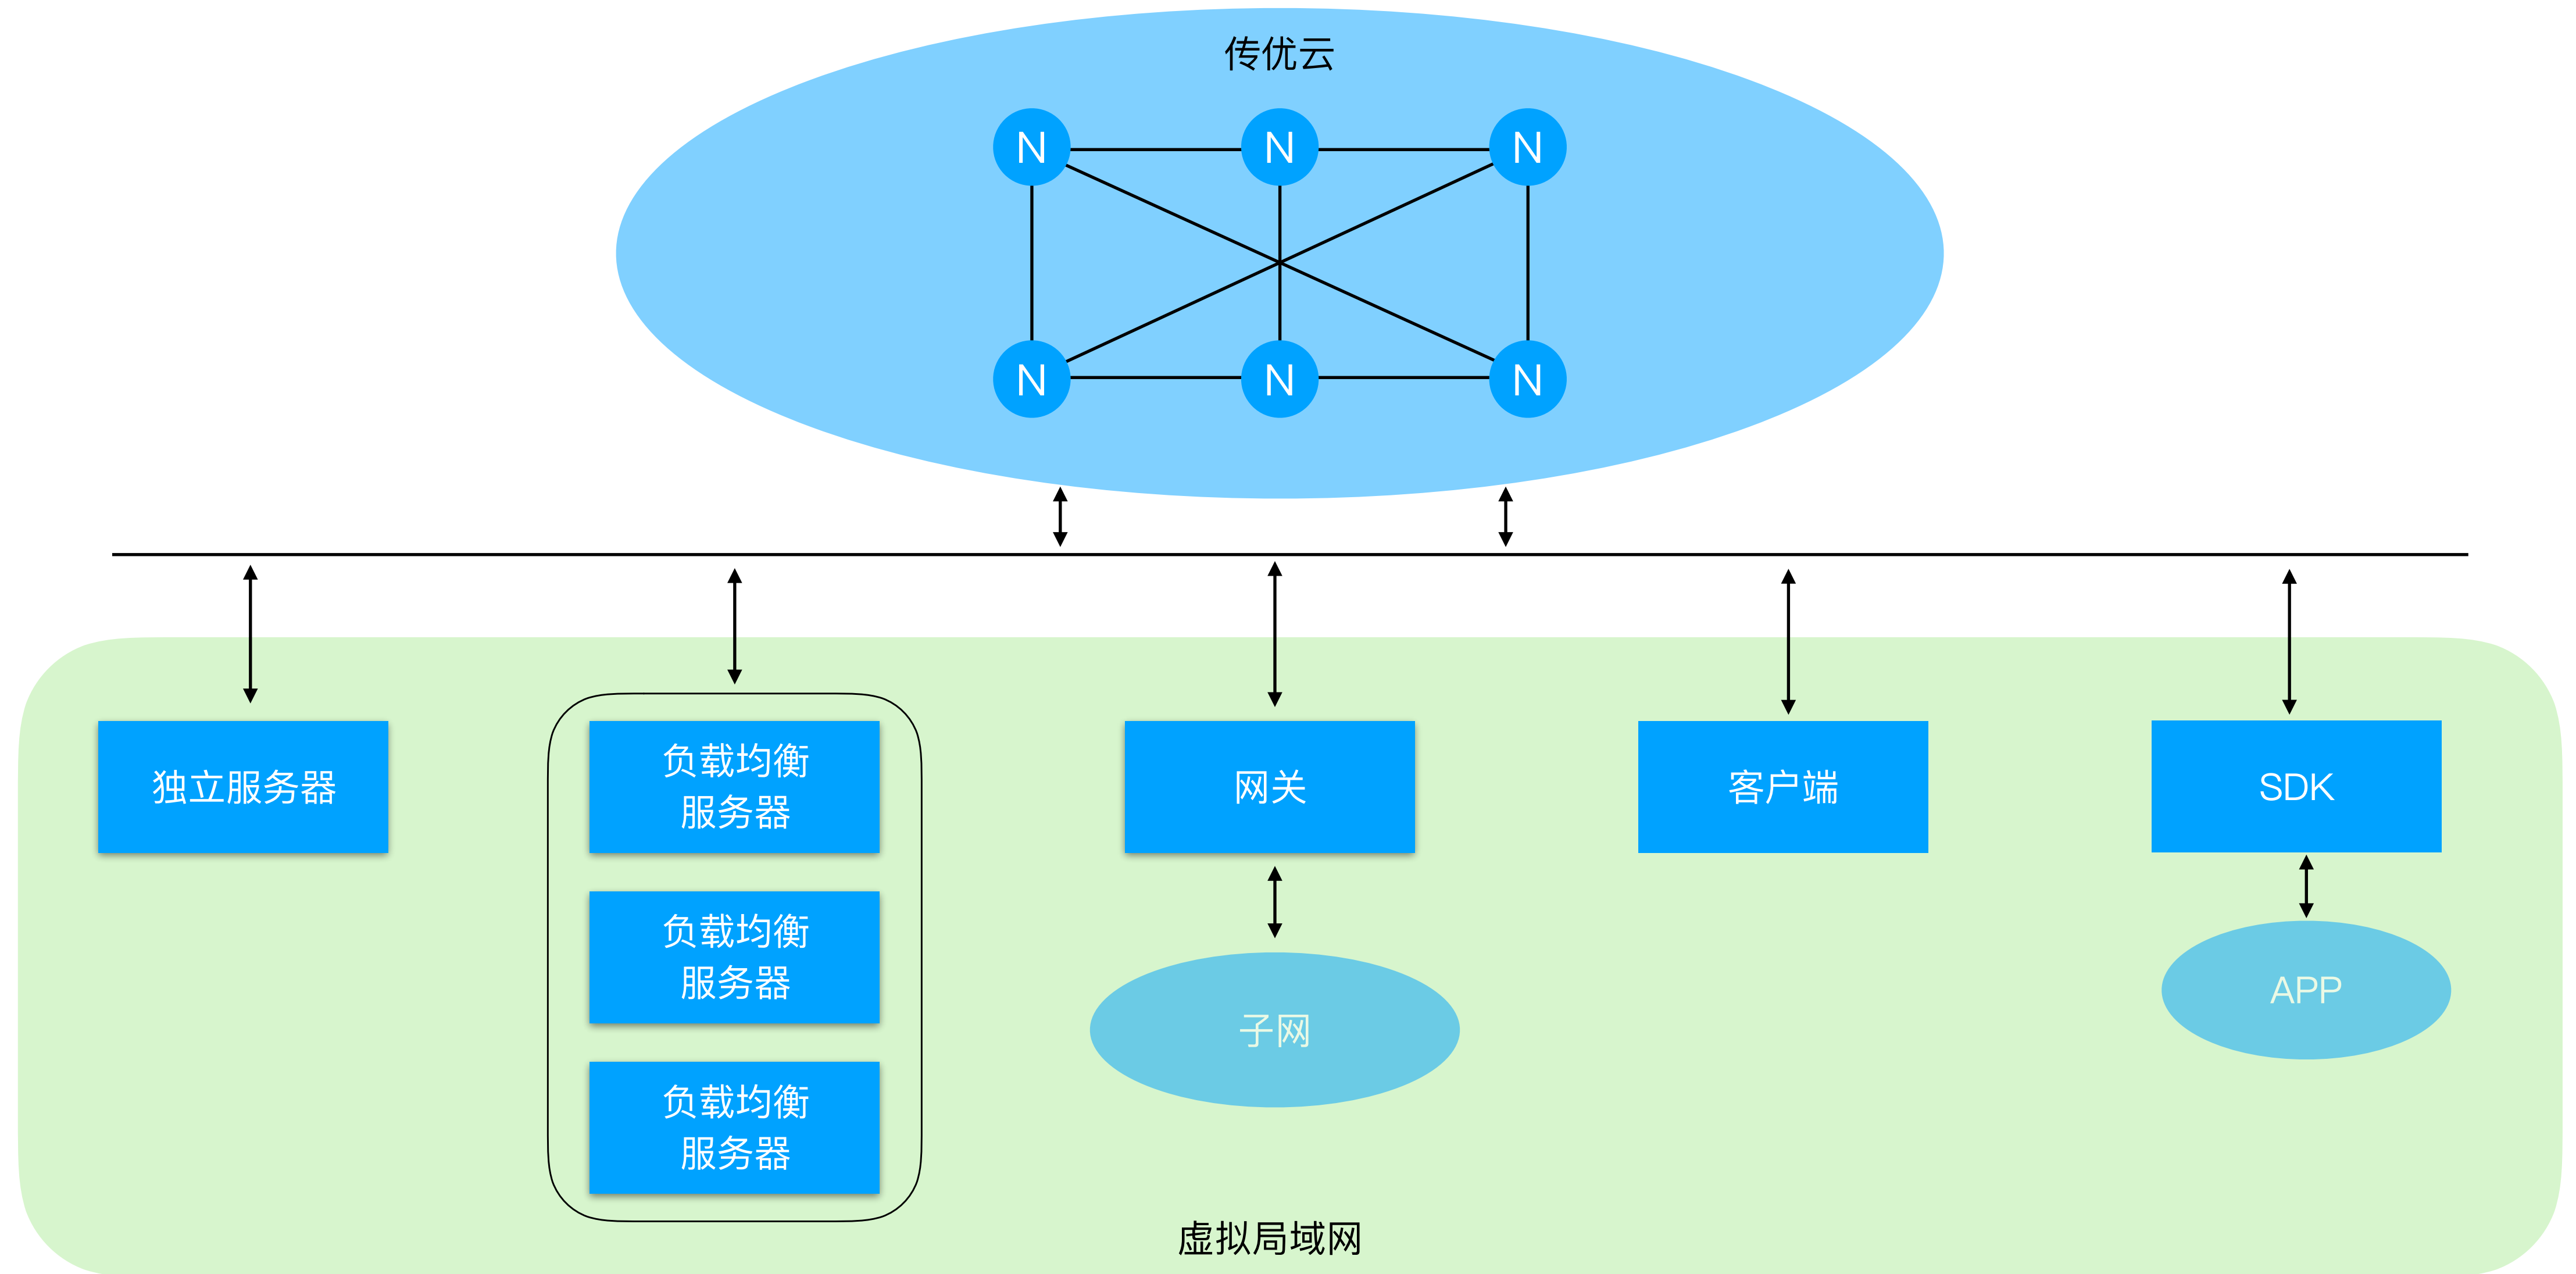 传优云
N N N
N N N
独立服务器
负载均衡
服务器
负载均衡
服务器
负载均衡
服务器
网关
子网
客户端
SDK
APP
虚拟局域网